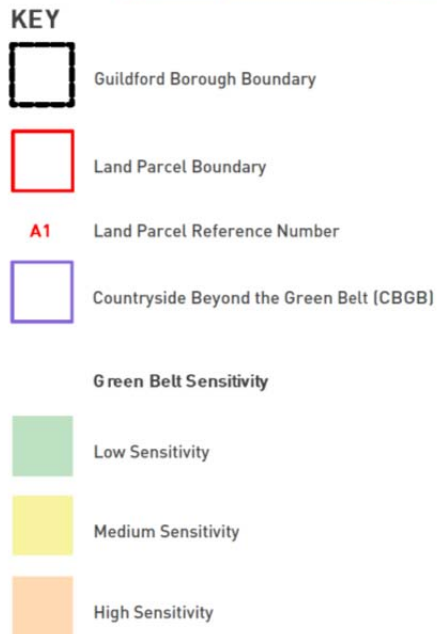 KEY
Guildford Borough Boundary
Land Parcel Boundary
A1 Land Parcel Reference Number
Countryside Beyond the Green Belt (CBGB)
Green Belt Sensitivity
Low Sensitivity
Medium Sensitivity
High Sensitivity